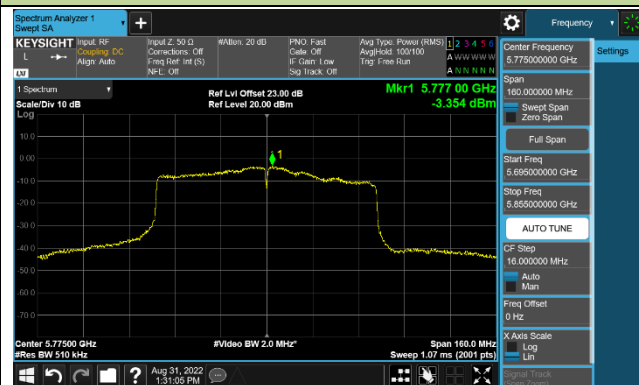 Spectrum Analyzer 1
Swept SA
Frequency
KEYSIGHT
L
LXI
Input: RF
Coupling: DC
Align: Auto
Input Z: 50 Ω
Corrections: Off
Freq Ref: Int (S)
NFE: Off
#Atten: 20 dB
PNO: Fast
Gate: Off
IF Gain: Low
Sig Track: Off
Avg Type: Power (RMS)
Avg|Hold: 100/100
Trig: Free Run
1 2 3 4 5 6
A W W W W W
A N N N N N
1 Spectrum
Scale/Div 10 dB
Log
Ref Lvl Offset 23.00 dB
Ref Level 20.00 dBm
Mkr1 5.777 00 GHz
-3.354 dBm
1
10.0
0.00
-10.0
-20.0
-30.0
-40.0
-50.0
-60.0
-70.0
Center 5.77500 GHz
#Res BW 510 kHz
#Video BW 2.0 MHz*
Span 160.0 MHz
Sweep 1.07 ms (2001 pts)
Aug 31, 2022
1:31:05 PM
Center Frequency
5.775000000 GHz
Settings
Span
160.000000 MHz
Swept Span
Zero Span
Full Span
Start Freq
5.695000000 GHz
Stop Freq
5.855000000 GHz
AUTO TUNE
CF Step
16.000000 MHz
Auto
Man
Freq Offset
0 Hz
X Axis Scale
Log
Lin
Signal Track